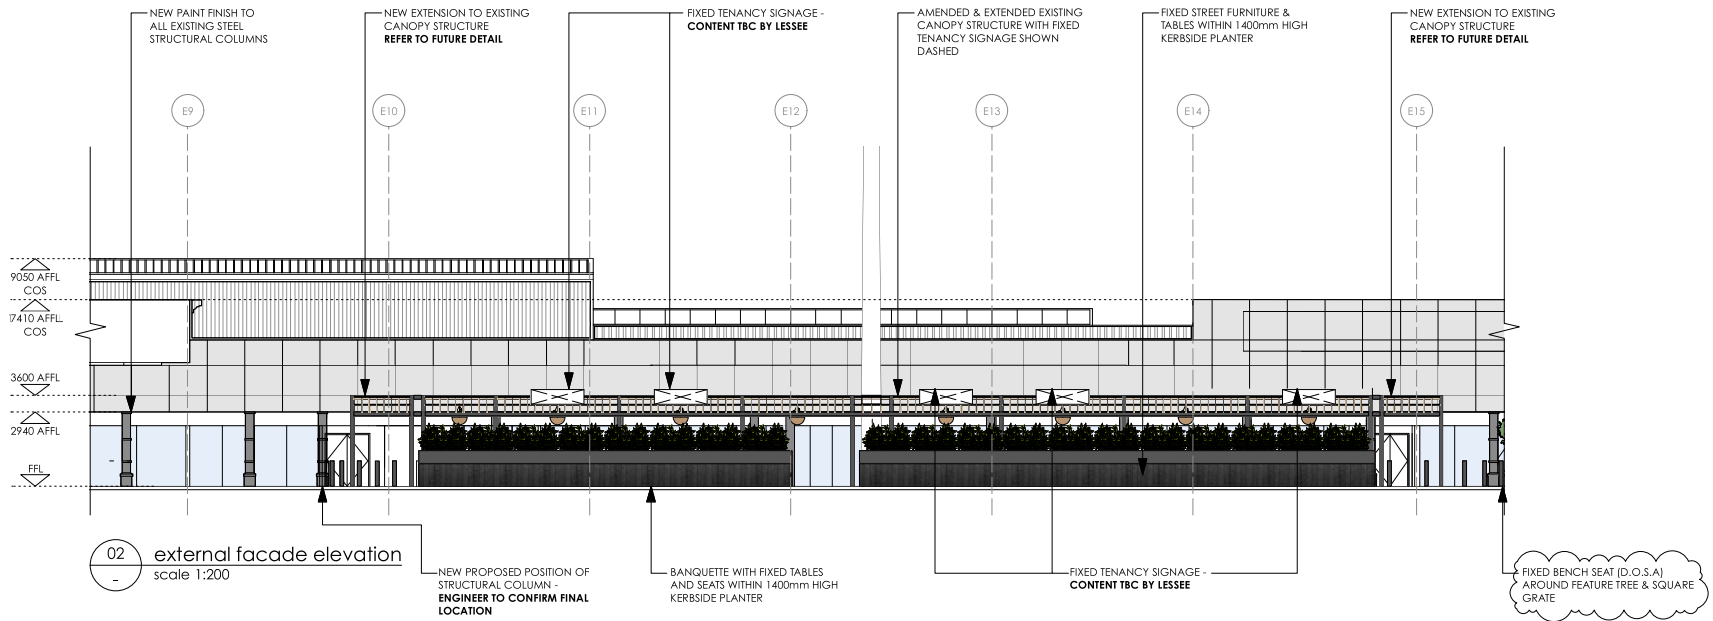 NEW PAINT FINISH TO
ALL EXISTING STEEL
STRUCTURAL COLUMNS
NEW EXTENSION TO EXISTING
CANOPY STRUCTURE
REFER TO FUTURE DETAIL
FIXED TENANCY SIGNAGE -
CONTENT TBC BY LESSEE
AMENDED & EXTENDED EXISTING
CANOPY STRUCTURE WITH FIXED
TENANCY SIGNAGE SHOWN
DASHED
FIXED STREET FURNITURE &
TABLES WITHIN 1400mm HIGH
KERBSIDE PLANTER
NEW EXTENSION TO EXISTING
CANOPY STRUCTURE
REFER TO FUTURE DETAIL
E9
E10
E11
E12
E13
E14
E15
9050 AFFL
COS
17410 AFFL
COS
3600 AFFL
2940 AFFL
FFL
02
-
external facade elevation
scale 1:200
NEW PROPOSED POSITION OF
STRUCTURAL COLUMN -
ENGINEER TO CONFIRM FINAL
LOCATION
BANQUETTE WITH FIXED TABLES
AND SEATS WITHIN 1400mm HIGH
KERBSIDE PLANTER
FIXED TENANCY SIGNAGE -
CONTENT TBC BY LESSEE
FIXED BENCH SEAT (D.O.S.A)
AROUND FEATURE TREE & SQUARE
GRATE